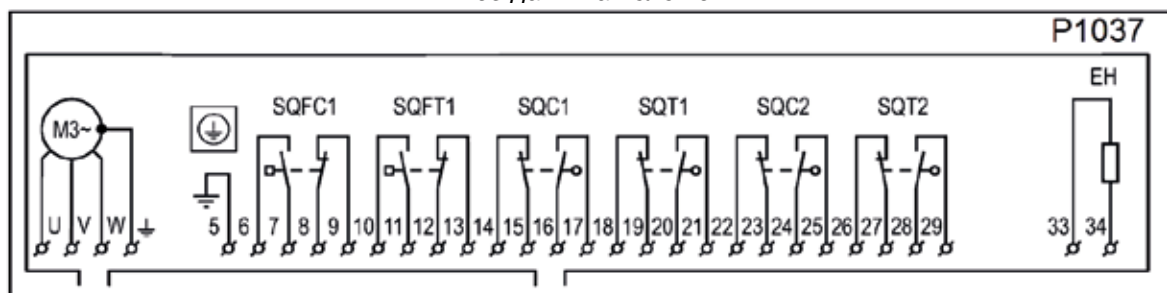 P1037
EH
SQFC1 SQFT1 SQC1 SQT1 SQC2 SQT2
M3~
U V W 5 6 7 8 9 10 11 12 13 14 15 16 17 18 19 20 21 22 23 24 25 26 27 28 29 33 34